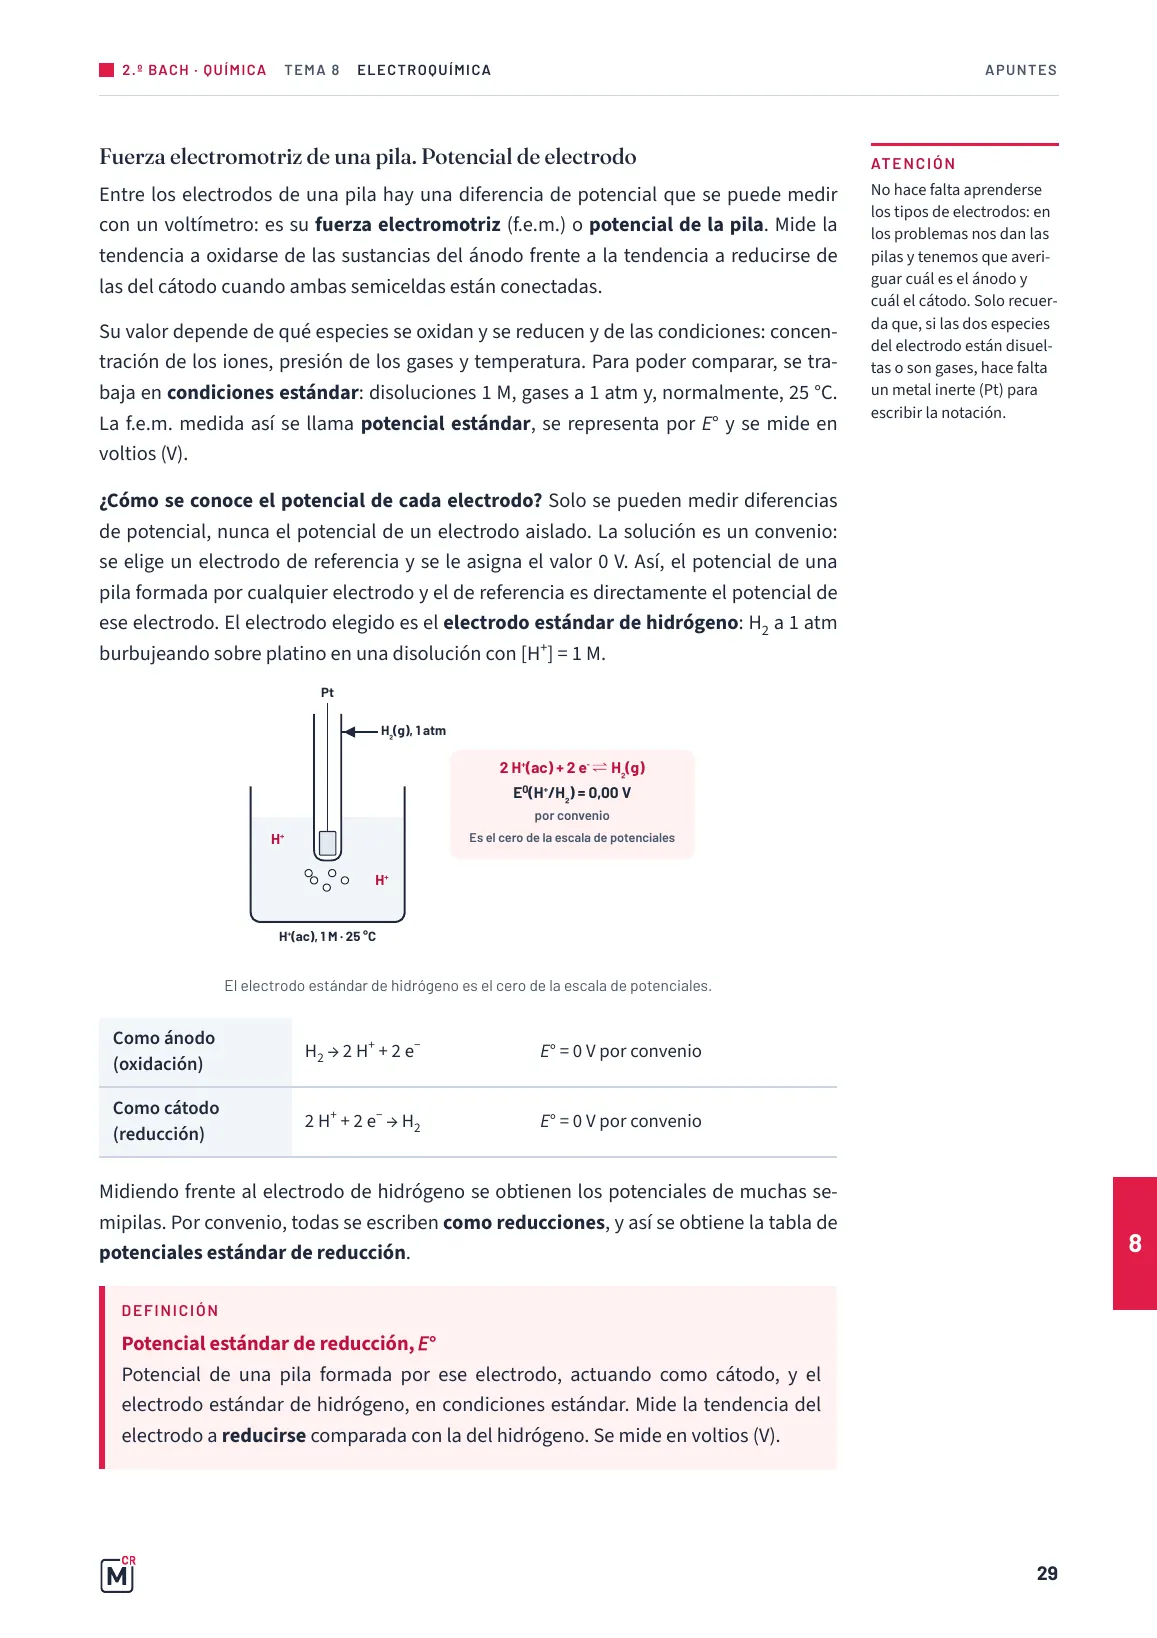 2.º BACH · QUÍMICA TEMA 8 ELECTROQUÍMICA APUNTES
Fuerza electromotriz de una pila. Potencial de electrodo
Entre los electrodos de una pila hay una diferencia de potencial que se puede medir
con un voltímetro: es su fuerza electromotriz (f.e.m.) o potencial de la pila. Mide la
tendencia a oxidarse de las sustancias del ánodo frente a la tendencia a reducirse de
las del cátodo cuando ambas semiceldas están conectadas.
Su valor depende de qué especies se oxidan y se reducen y de las condiciones: concen-
tración de los iones, presión de los gases y temperatura. Para poder comparar, se tra-
baja en condiciones estándar: disoluciones 1 M, gases a 1 atm y, normalmente, 25 °C.
La f.e.m. medida así se llama potencial estándar, se representa por E° y se mide en
voltios (V).
¿Cómo se conoce el potencial de cada electrodo? Solo se pueden medir diferencias
de potencial, nunca el potencial de un electrodo aislado. La solución es un convenio:
se elige un electrodo de referencia y se le asigna el valor 0 V. Así, el potencial de una
pila formada por cualquier electrodo y el de referencia es directamente el potencial de
ese electrodo. El electrodo elegido es el electrodo estándar de hidrógeno: H₂ a 1 atm
burbujeando sobre platino en una disolución con [H⁺] = 1 M.
ATENCIÓN
No hace falta aprenderse
los tipos de electrodos: en
los problemas nos dan las
pilas y tenemos que averi-
guar cuál es el ánodo y
cuál el cátodo. Solo recuer-
da que, si las dos especies
del electrodo están disuel-
tas o son gases, hace falta
un metal inerte (Pt) para
escribir la notación.
Pt
H₂(g), 1 atm
2 H⁺(ac) + 2 e⁻ ⇌ H₂(g)
E⁰(H⁺/H₂) = 0,00 V
por convenio
Es el cero de la escala de potenciales
H⁺
H⁺
H⁺(ac), 1 M · 25 °C
El electrodo estándar de hidrógeno es el cero de la escala de potenciales.
Como ánodo
(oxidación)
H₂ → 2 H⁺ + 2 e⁻ E° = 0 V por convenio
Como cátodo
(reducción)
2 H⁺ + 2 e⁻ → H₂ E° = 0 V por convenio
Midiendo frente al electrodo de hidrógeno se obtienen los potenciales de muchas se-
mipilas. Por convenio, todas se escriben como reducciones, y así se obtiene la tabla de
potenciales estándar de reducción.
8
DEFINICIÓN
Potencial estándar de reducción, E°
Potencial de una pila formada por ese electrodo, actuando como cátodo, y el
electrodo estándar de hidrógeno, en condiciones estándar. Mide la tendencia del
electrodo a reducirse comparada con la del hidrógeno. Se mide en voltios (V).
M CR
29